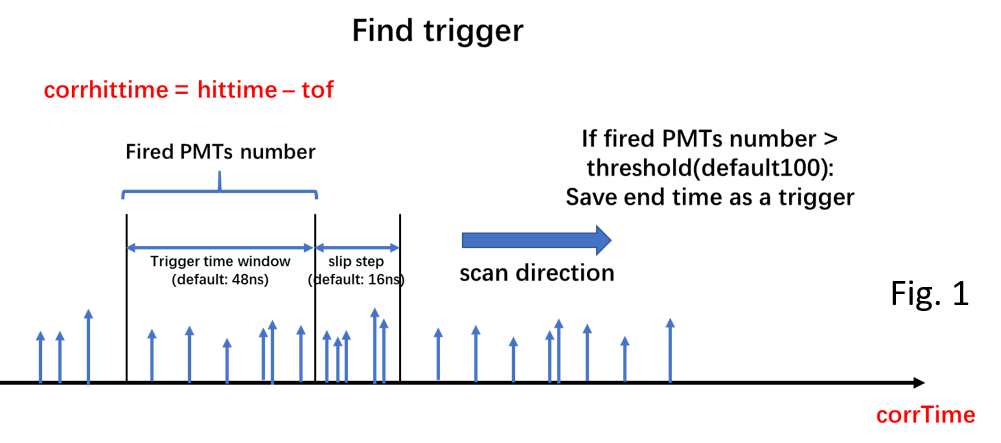 Find trigger
corrhittime = hittime – tof
Fired PMTs number
If fired PMTs number >
threshold(default100):
Save end time as a trigger
Trigger time window
(default: 48ns)
slip step
(default: 16ns)
scan direction
Fig. 1
corrTime